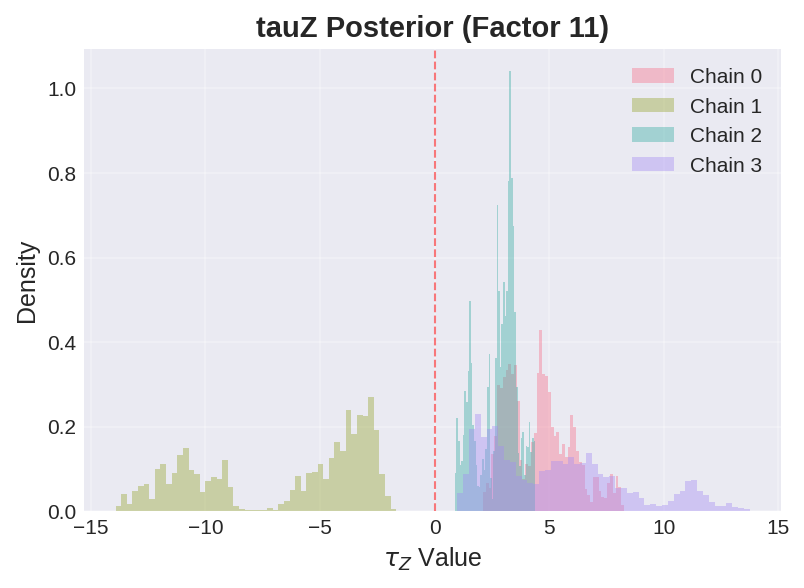 tauZ Posterior (Factor 11)
Chain 0
Chain 1
Chain 2
Chain 3
Density
1.0
0.8
0.6
0.4
0.2
0.0
−15
−10
−5
0
5
10
15
τZ Value